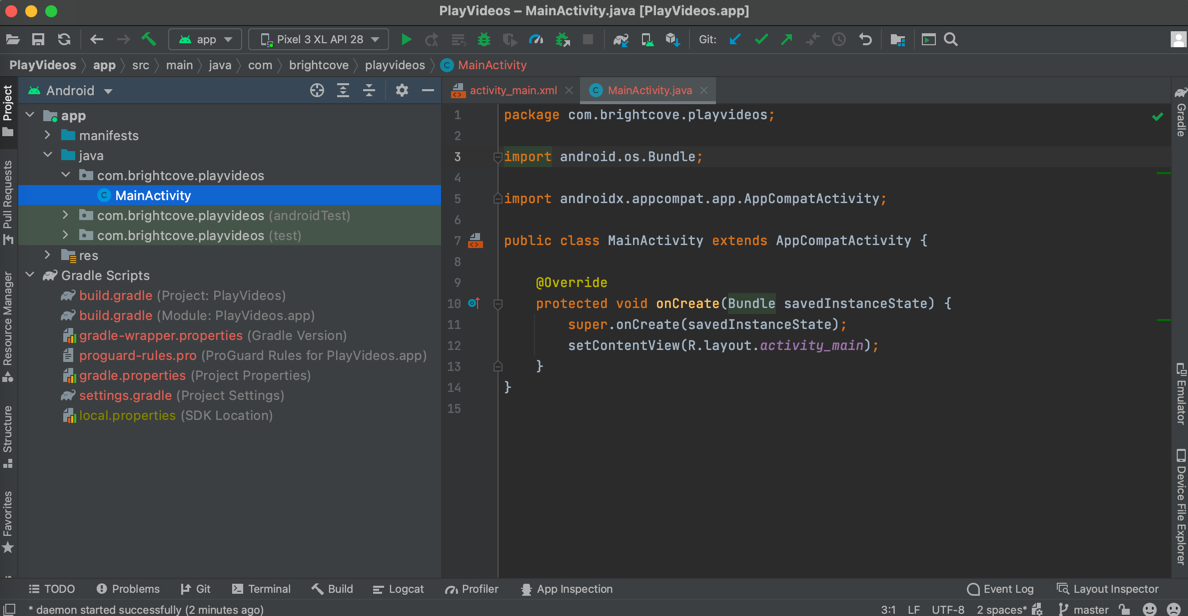 PlayVideos – MainActivity.java [PlayVideos.app]
app Pixel 3 XL API 28 Git:
PlayVideos app src main java com brightcove playvideos MainActivity
Android
activity_main.xml MainActivity.java
Project
Pull Requests
Resource Manager
Structure
Favorites
app
manifests
java
com.brightcove.playvideos
MainActivity
com.brightcove.playvideos (androidTest)
com.brightcove.playvideos (test)
res
Gradle Scripts
build.gradle (Project: PlayVideos)
build.gradle (Module: PlayVideos.app)
gradle-wrapper.properties (Gradle Version)
proguard-rules.pro (ProGuard Rules for PlayVideos.app)
gradle.properties (Project Properties)
settings.gradle (Project Settings)
local.properties (SDK Location)
1 package com.brightcove.playvideos;
2
3 import android.os.Bundle;
4
5 import androidx.appcompat.app.AppCompatActivity;
6
7 public class MainActivity extends AppCompatActivity {
8
9 @Override
10 protected void onCreate(Bundle savedInstanceState) {
11 super.onCreate(savedInstanceState);
12 setContentView(R.layout.activity_main);
13 }
14 }
15
Gradle
Emulator
Device File Explorer
TODO Problems Git Terminal Build Logcat Profiler App Inspection Event Log Layout Inspector
* daemon started successfully (2 minutes ago) 3:1 LF UTF-8 2 spaces* master